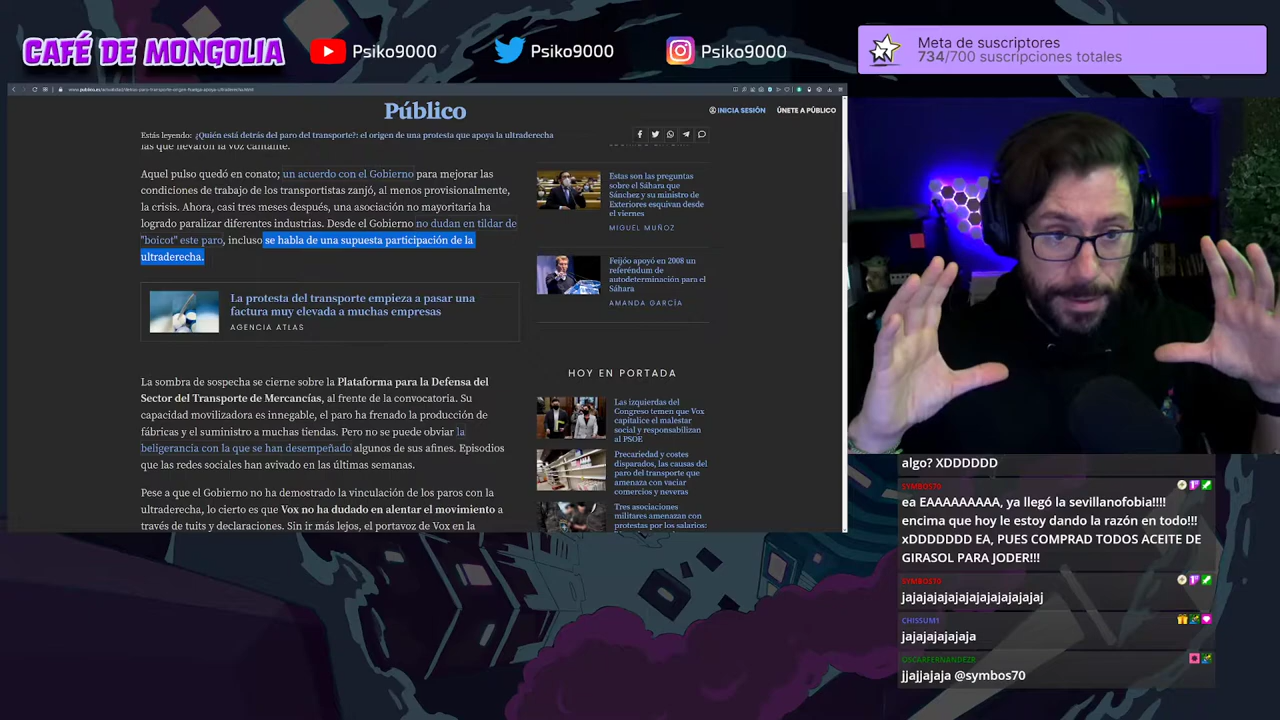 CAFÉ DE MONGOLIA
Psiko9000
Psiko9000
Psiko9000
Meta de suscriptores
734/700 suscripciones totales
Público
INICIA SESIÓN
ÚNETE A PÚBLICO
Estás leyendo: ¿Quién está detrás del paro del transporte?: el origen de una protesta que apoya la ultraderecha
las que llevaron la voz cantante.
Aquel pulso quedó en conato; un acuerdo con el Gobierno para mejorar las
condiciones de trabajo de los transportistas zanjó, al menos provisionalmente,
la crisis. Ahora, casi tres meses después, una asociación no mayoritaria ha
logrado paralizar diferentes industrias. Desde el Gobierno no dudan en tildar de
"boicot" este paro, incluso se habla de una supuesta participación de la
ultraderecha.
La protesta del transporte empieza a pasar una
factura muy elevada a muchas empresas
AGENCIA ATLAS
La sombra de sospecha se cierne sobre la Plataforma para la Defensa del
Sector del Transporte de Mercancías, al frente de la convocatoria. Su
capacidad movilizadora es innegable, el paro ha frenado la producción de
fábricas y el suministro a muchas tiendas. Pero no se puede obviar la
beligerancia con la que se han desempeñado algunos de sus afines. Episodios
que las redes sociales han avivado en las últimas semanas.
Pese a que el Gobierno no ha demostrado la vinculación de los paros con la
ultraderecha, lo cierto es que Vox no ha dudado en alentar el movimiento a
través de tuits y declaraciones. Sin ir más lejos, el portavoz de Vox en la
Estas son las preguntas
sobre el Sáhara que
Sánchez y su ministro de
Exteriores esquivan desde
el viernes
MIGUEL MUÑOZ
Feijóo apoyó en 2008 un
referéndum de
autodeterminación para el
Sáhara
AMANDA GARCÍA
HOY EN PORTADA
Las izquierdas del
Congreso temen que Vox
capitalice el malestar
social y responsabilizan
al PSOE
Precariedad y costes
disparados, las causas del
paro del transporte que
amenaza con vaciar
comercios y neveras
Tres asociaciones
militares amenazan con
protestas por los salarios:
algo? XDDDDDD
SYMBOS70
ea EAAAAAAAAA, ya llegó la sevillanofobia!!!!
encima que hoy le estoy dando la razón en todo!!!
xDDDDDDD EA, PUES COMPRAD TODOS ACEITE DE
GIRASOL PARA JODER!!!
SYMBOS70
jajajajajajajajajajajajaj
CHISSUM1
jajajajajaja
OSCARFERNANDEZR
jjajjajaja @symbos70